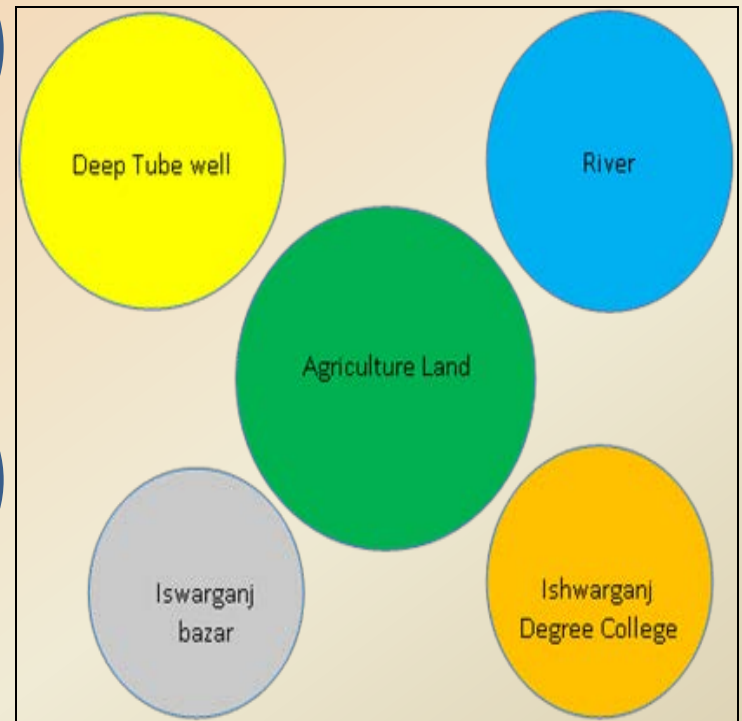 Deep Tube well
River
Agriculture Land
Iswarganj
bazar
Ishwarganj
Degree College